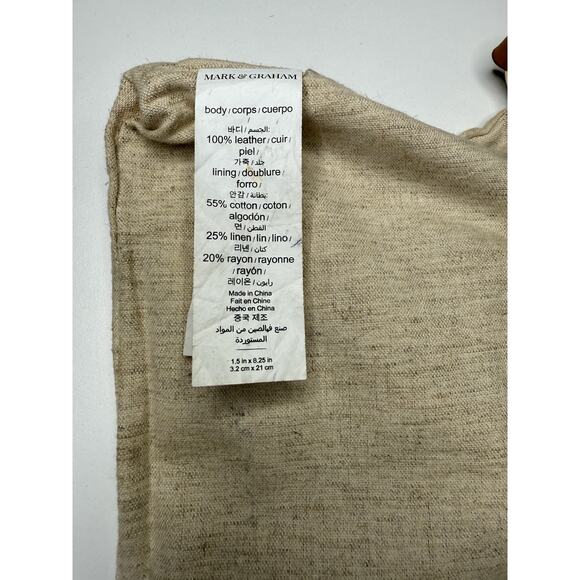 MARK & GRAHAM
body / corps / cuerpo
/ 바디 / الجسم:
100% leather / cuir /
piel /
가죽 / جلد /
lining / doublure /
forro /
안감 / بطانة:
55% cotton / coton /
algodón /
면 / القطن /
25% linen / lin / lino /
리넨 / كتان /
20% rayon / rayonne
/ rayón /
레이온 / رايون /
Made in China
Fait en Chine
Hecho en China
중국 제조
صنع في الصين من المواد
المستوردة
1.5 in x 8.25 in
3.2 cm x 21 cm